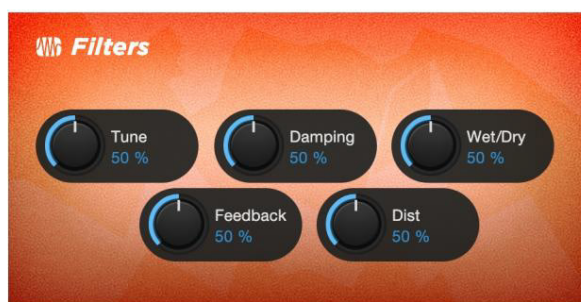 Filters
Tune
50 %
Damping
50 %
Wet/Dry
50 %
Feedback
50 %
Dist
50 %